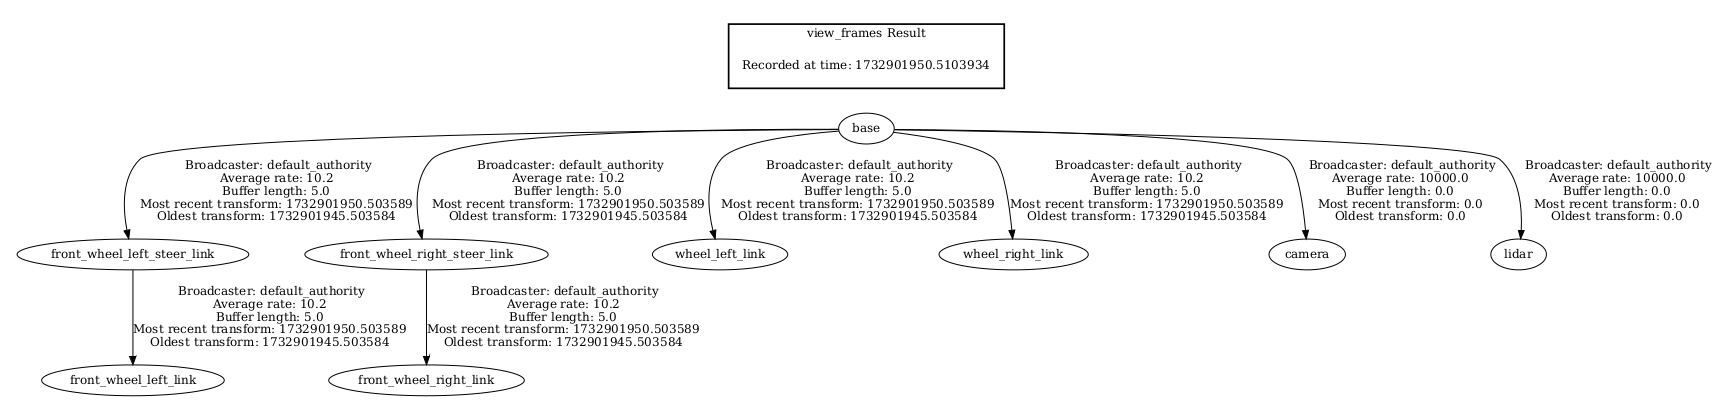 view_frames Result
Recorded at time: 1732901950.5103934
base
Broadcaster: default_authority
Average rate: 10.2
Buffer length: 5.0
Most recent transform: 1732901950.503589
Oldest transform: 1732901945.503584
Broadcaster: default_authority
Average rate: 10.2
Buffer length: 5.0
Most recent transform: 1732901950.503589
Oldest transform: 1732901945.503584
Broadcaster: default_authority
Average rate: 10.2
Buffer length: 5.0
Most recent transform: 1732901950.503589
Oldest transform: 1732901945.503584
Broadcaster: default_authority
Average rate: 10.2
Buffer length: 5.0
Most recent transform: 1732901950.503589
Oldest transform: 1732901945.503584
Broadcaster: default_authority
Average rate: 10000.0
Buffer length: 0.0
Most recent transform: 0.0
Oldest transform: 0.0
Broadcaster: default_authority
Average rate: 10000.0
Buffer length: 0.0
Most recent transform: 0.0
Oldest transform: 0.0
front_wheel_left_steer_link
front_wheel_right_steer_link
wheel_left_link
wheel_right_link
camera
lidar
Broadcaster: default_authority
Average rate: 10.2
Buffer length: 5.0
Most recent transform: 1732901950.503589
Oldest transform: 1732901945.503584
Broadcaster: default_authority
Average rate: 10.2
Buffer length: 5.0
Most recent transform: 1732901950.503589
Oldest transform: 1732901945.503584
front_wheel_left_link
front_wheel_right_link